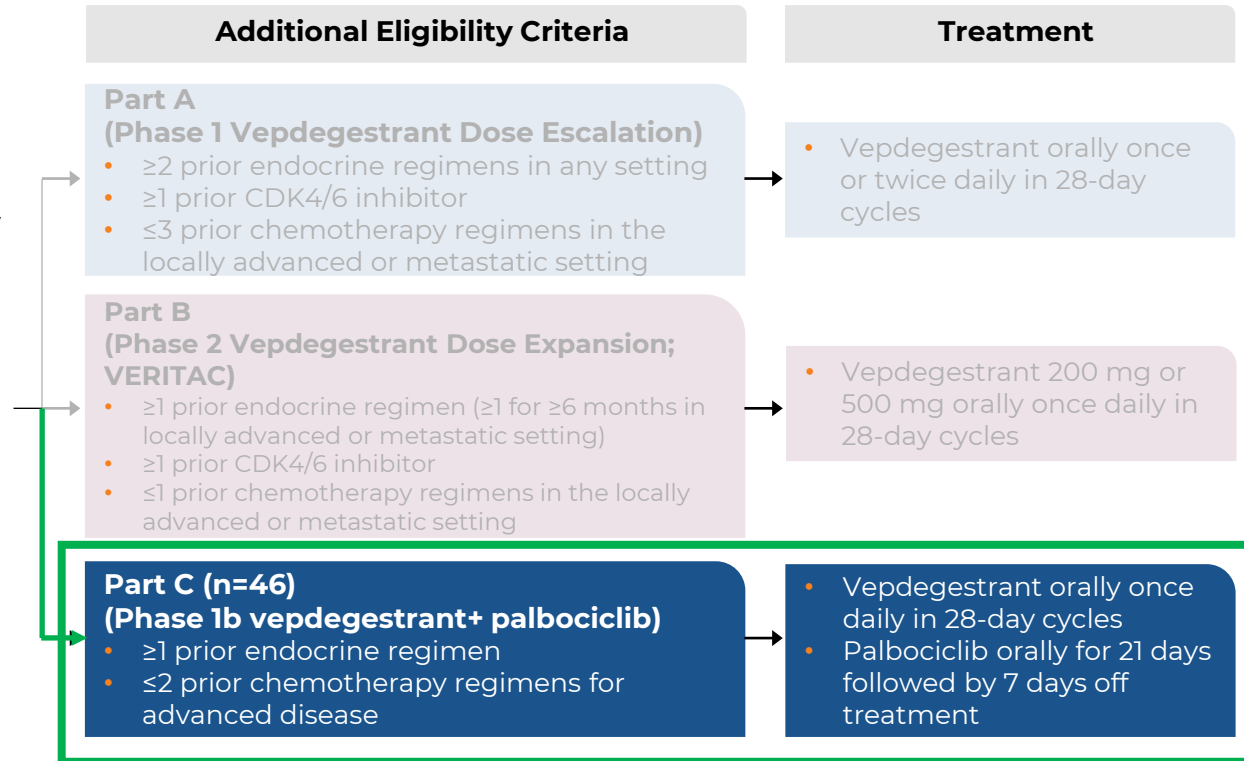 Additional Eligibility Criteria
Treatment
Part A
(Phase 1 Vepdegestrant Dose Escalation)
• ≥2 prior endocrine regimens in any setting
• ≥1 prior CDK4/6 inhibitor
• ≤3 prior chemotherapy regimens in the
locally advanced or metastatic setting
• Vepdegestrant orally once
or twice daily in 28-day
cycles
Part B
(Phase 2 Vepdegestrant Dose Expansion;
VERITAC)
• ≥1 prior endocrine regimen (≥1 for ≥6 months in
locally advanced or metastatic setting)
• ≥1 prior CDK4/6 inhibitor
• ≤1 prior chemotherapy regimens in the locally
advanced or metastatic setting
• Vepdegestrant 200 mg or
500 mg orally once daily in
28-day cycles
Part C (n=46)
(Phase 1b vepdegestrant+ palbociclib)
• ≥1 prior endocrine regimen
• ≤2 prior chemotherapy regimens for
advanced disease
• Vepdegestrant orally once
daily in 28-day cycles
• Palbociclib orally for 21 days
followed by 7 days off
treatment